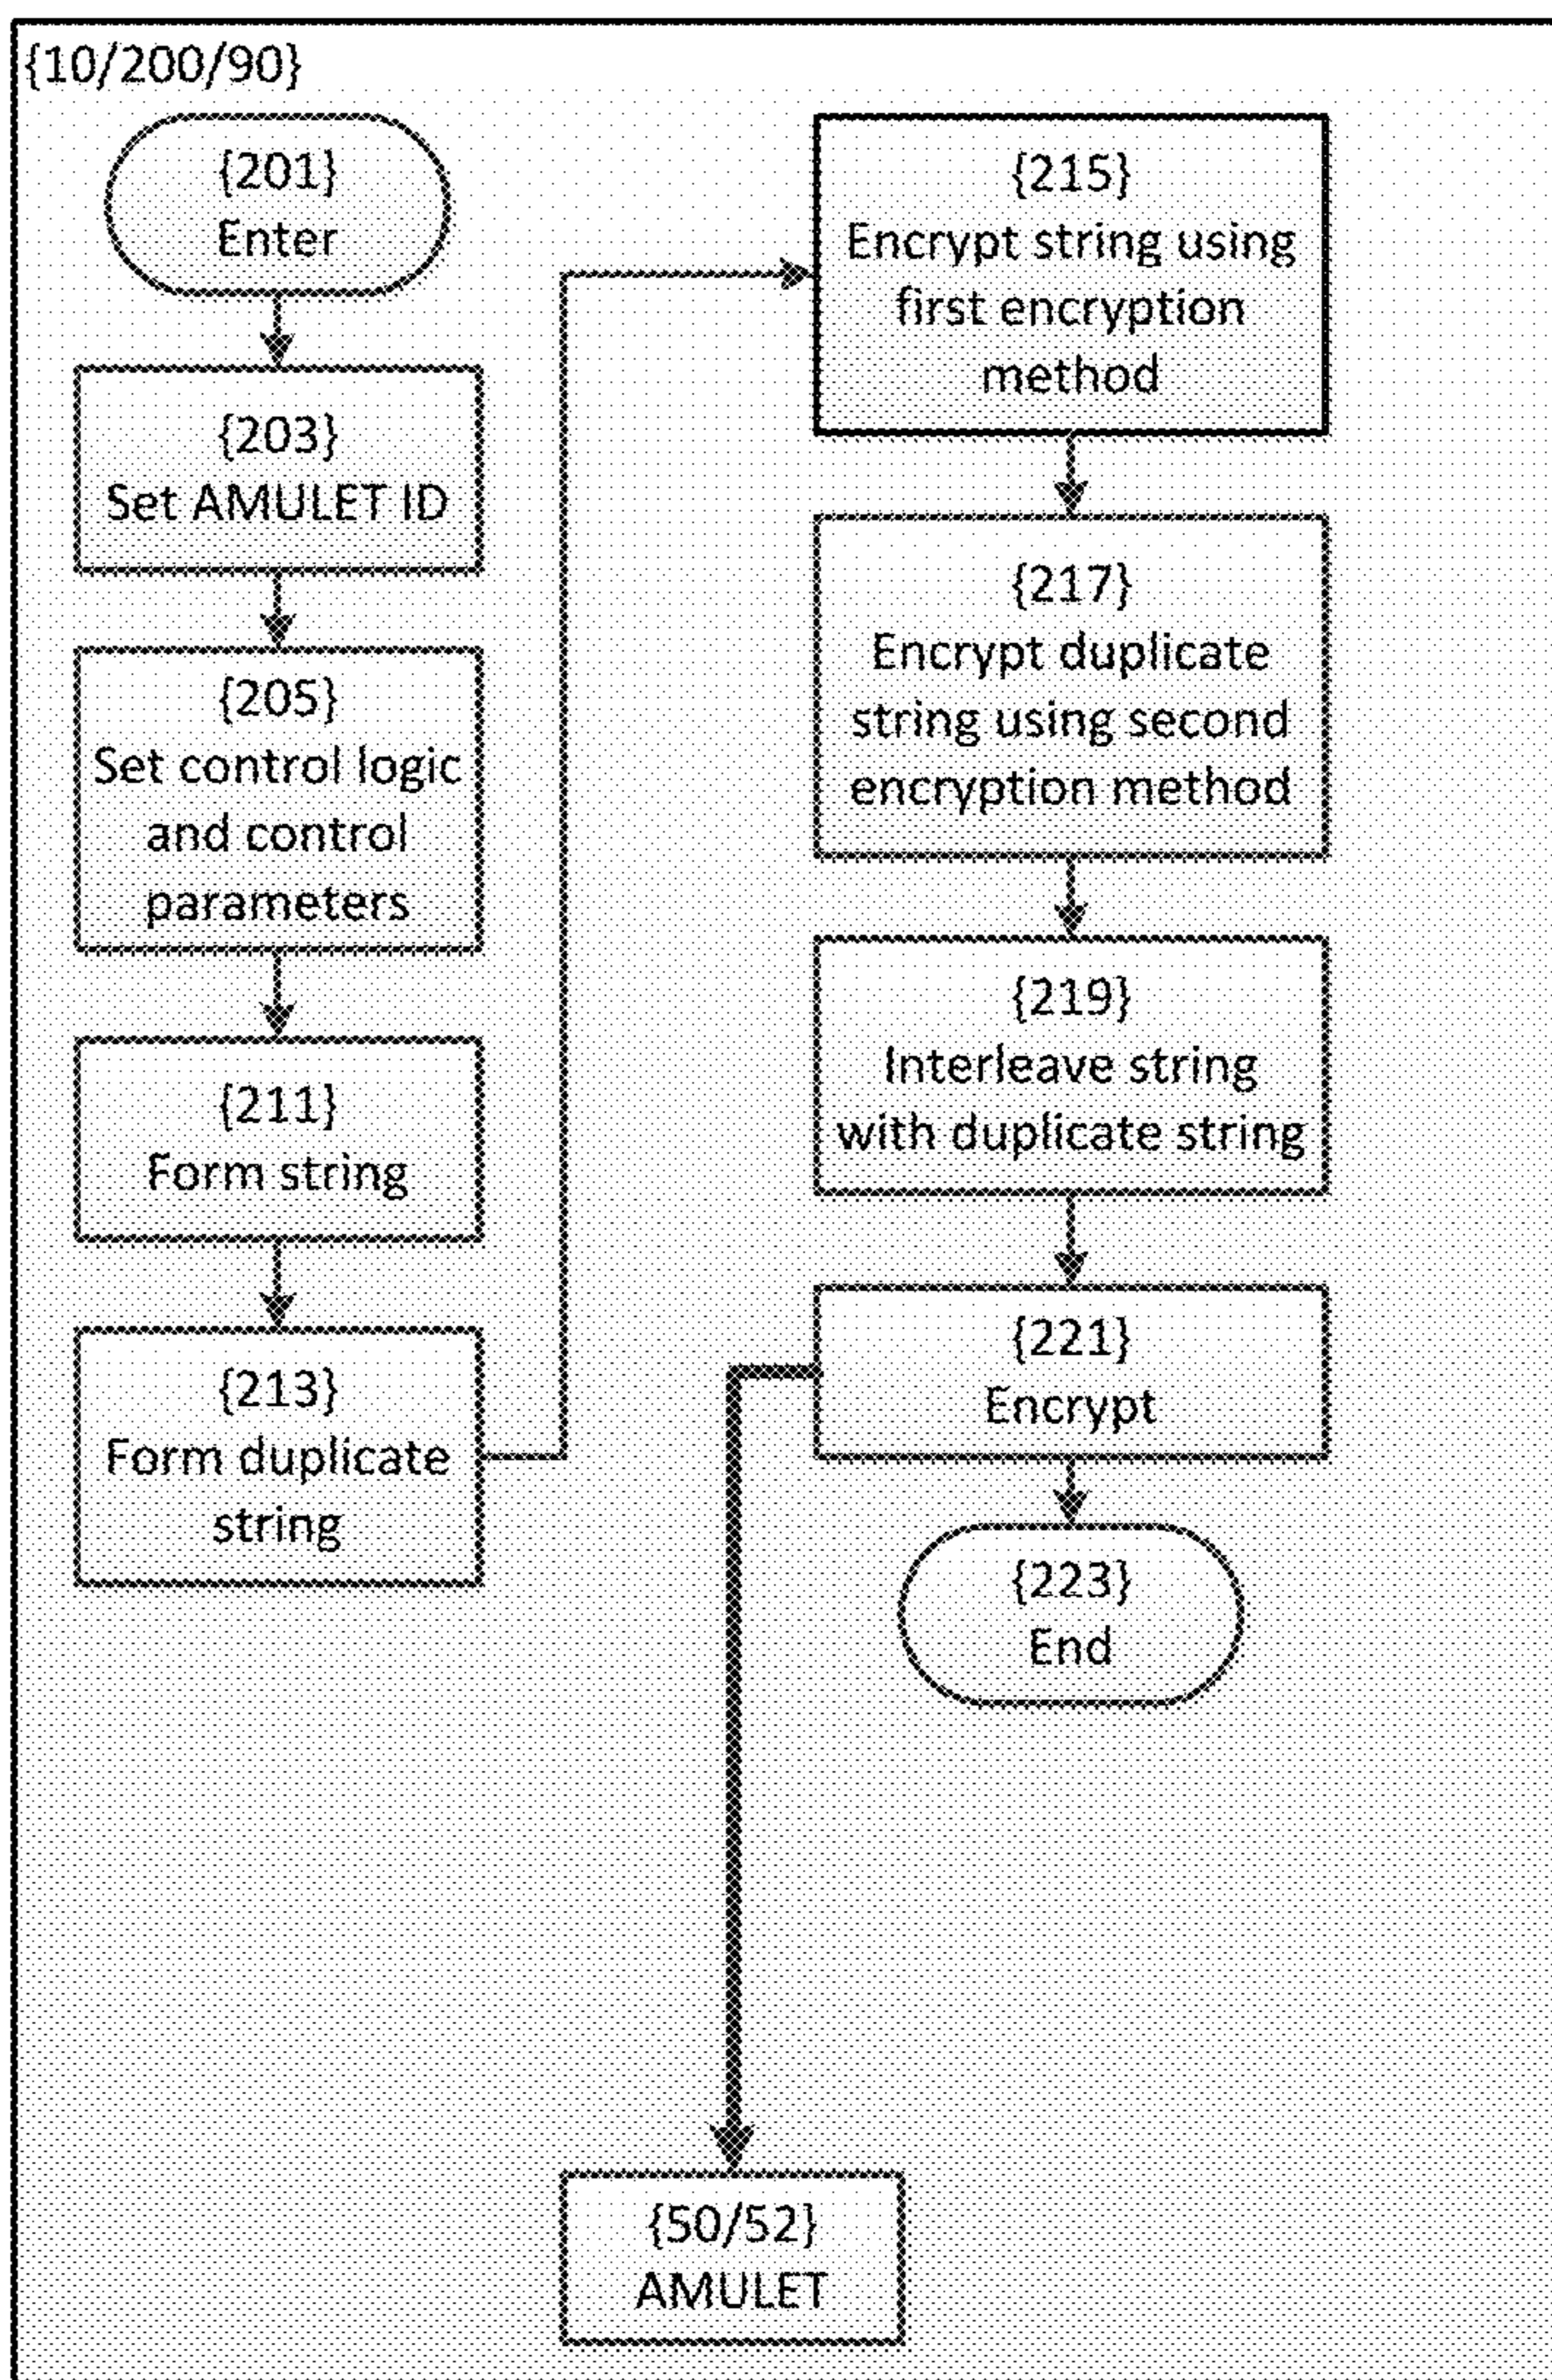 {10/200/90}
{201}
Enter
{203}
Set AMULET ID
{205}
Set control logic
and control
parameters
{211}
Form string
{213}
Form duplicate
string
{215}
Encrypt string using
first encryption
method
{217}
Encrypt duplicate
string using second
encryption method
{219}
Interleave string
with duplicate string
{221}
Encrypt
{223}
End
{50/52}
AMULET